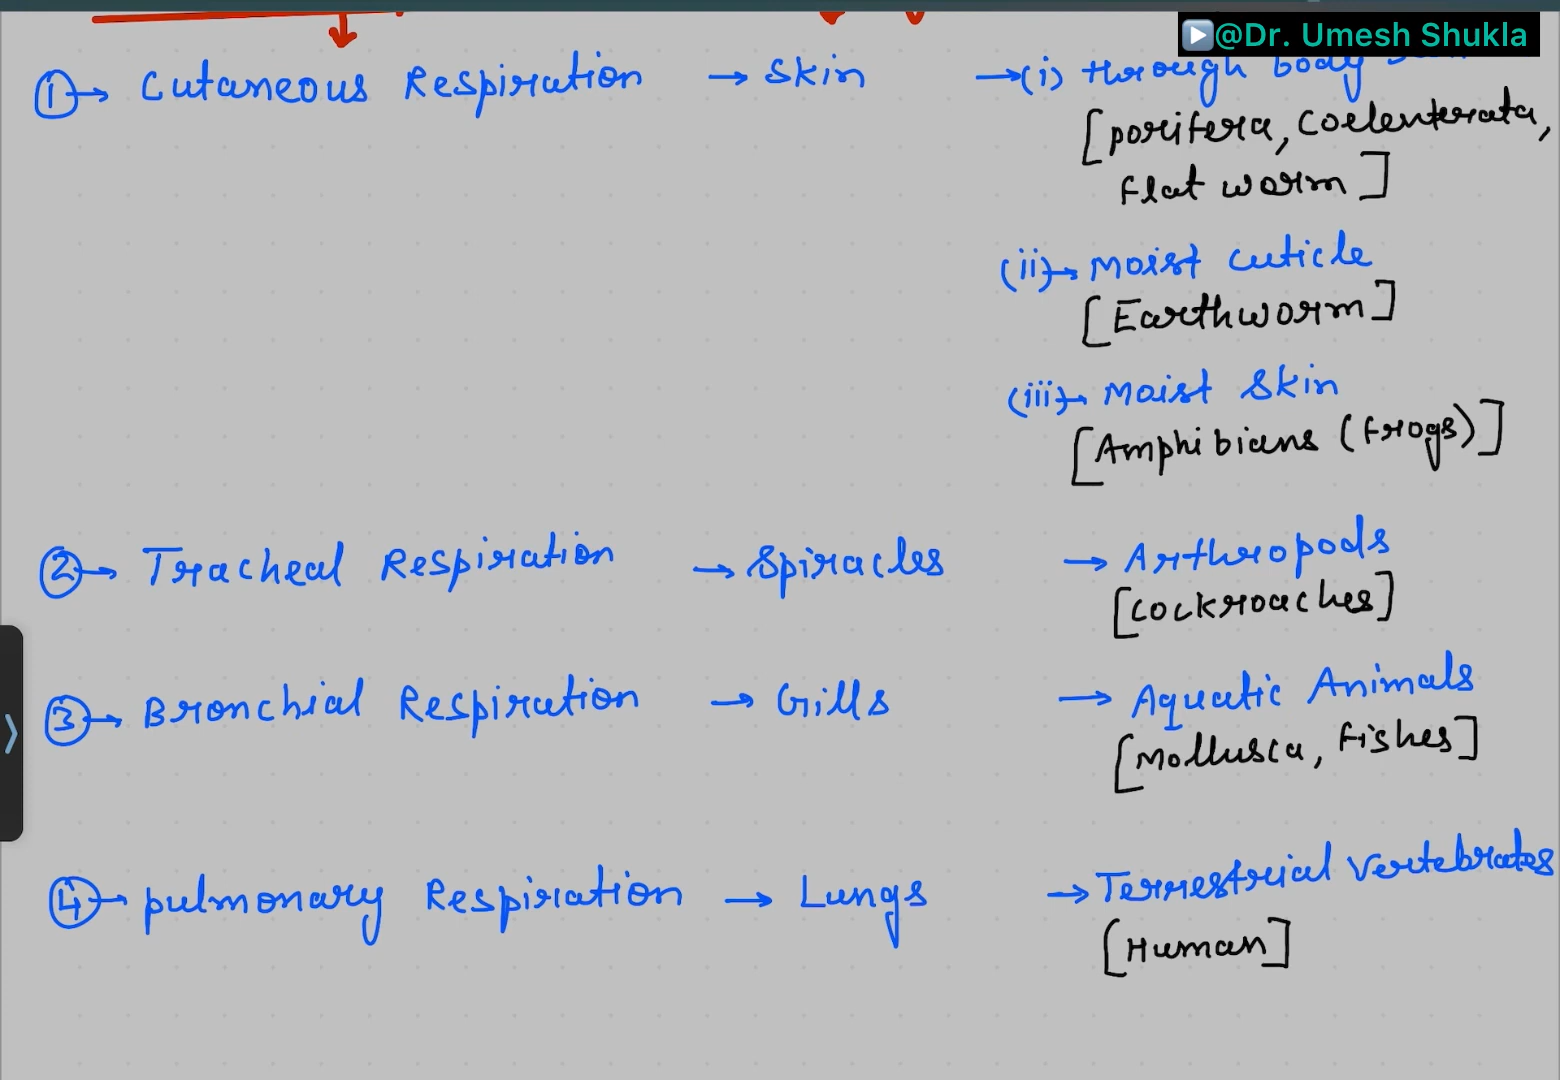 @Dr. Umesh Shukla
① → Cutaneous Respiration → Skin → (i) through body
[porifera, Coelenterata,
Flat worm]
(ii) → Moist cuticle
[Earthworm]
(iii) → Moist Skin
[Amphibians (Frogs)]
② → Tracheal Respiration → Spiracles → Arthropods
[cockroaches]
③ → Bronchial Respiration → Gills → Aquatic Animals
[Mollusca, Fishes]
④ → pulmonary Respiration → Lungs → Terrestrial Vertebrates
[Human]